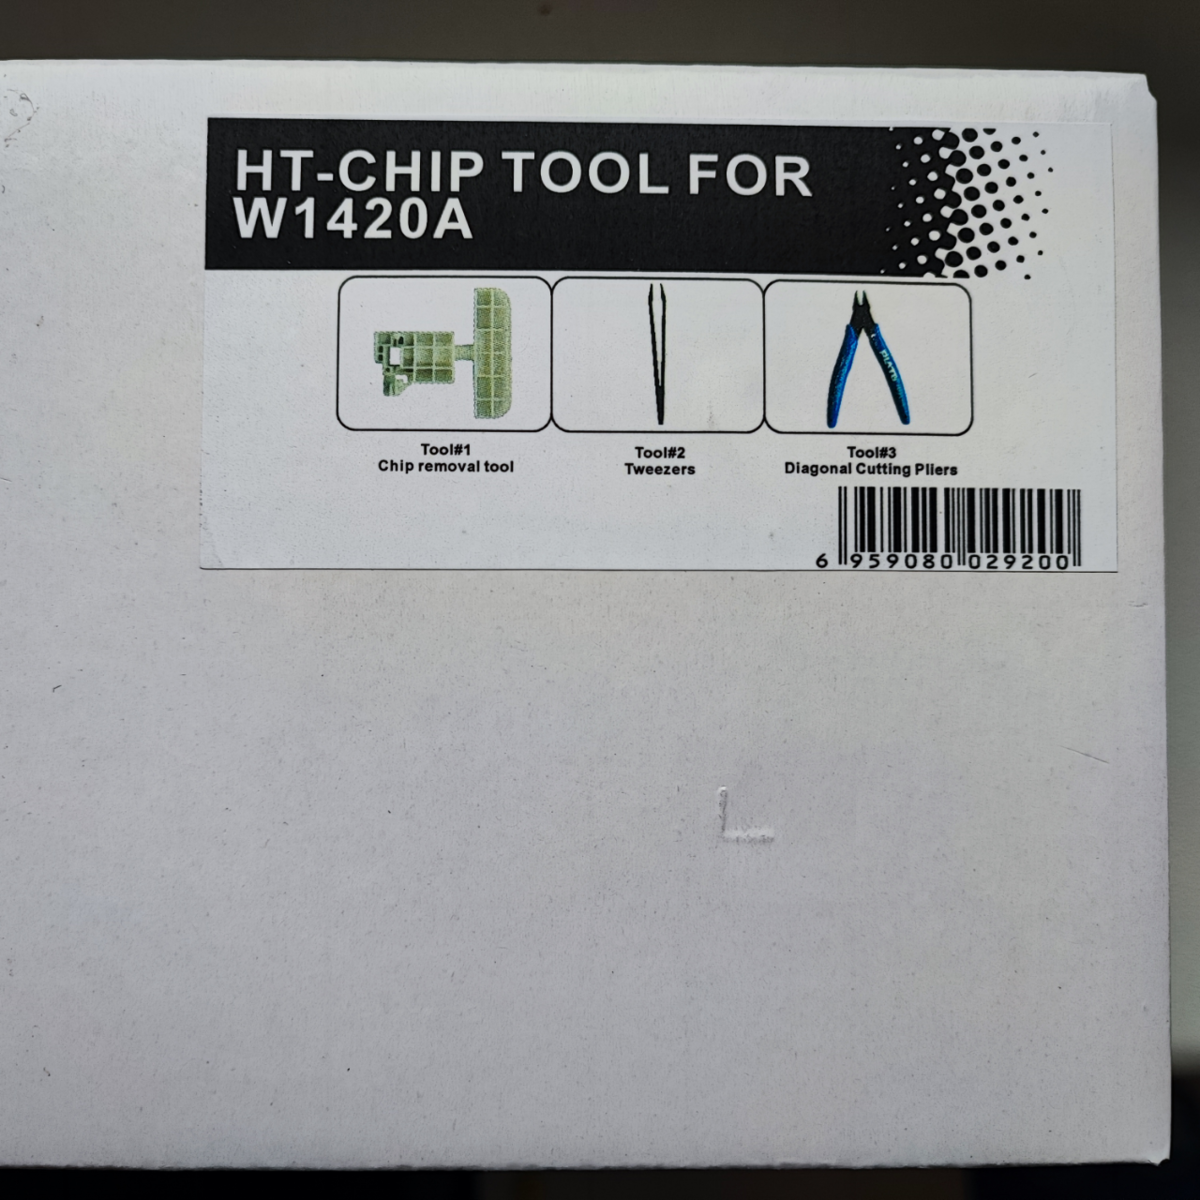 HT-CHIP TOOL FOR
W1420A
PLATO
Tool#1
Chip removal tool
Tool#2
Tweezers
Tool#3
Diagonal Cutting Pliers
6 959080 029200